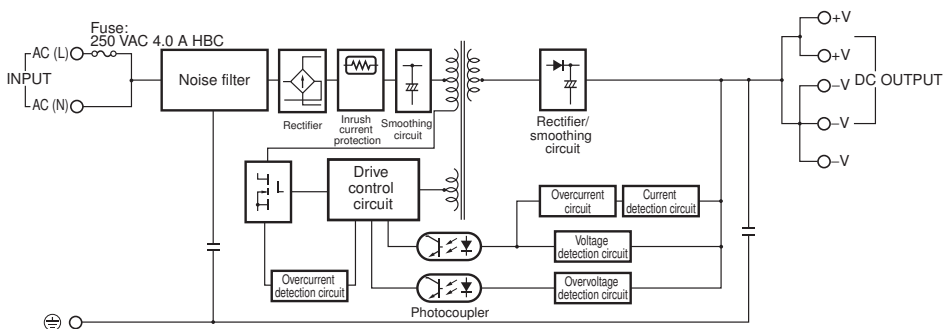 Fuse:
250 VAC 4.0 A HBC
AC (L)
INPUT
AC (N)
Noise filter
Rectifier
Inrush
current
protection
Smoothing
circuit
Rectifier/
smoothing
circuit
+V
+V
DC OUTPUT
−V
−V
−V
Drive
control
circuit
Overcurrent
circuit
Current
detection circuit
Voltage
detection circuit
Overcurrent
detection circuit
Overvoltage
detection circuit
Photocoupler